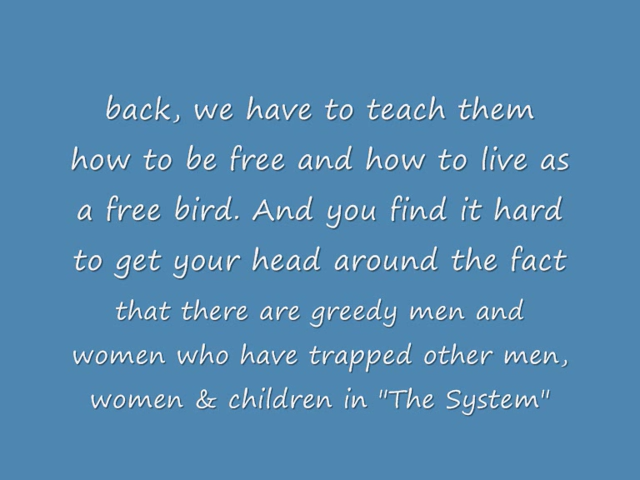 back, we have to teach them
how to be free and how to live as
a free bird. And you find it hard
to get your head around the fact
that there are greedy men and
women who have trapped other men,
women & children in "The System"